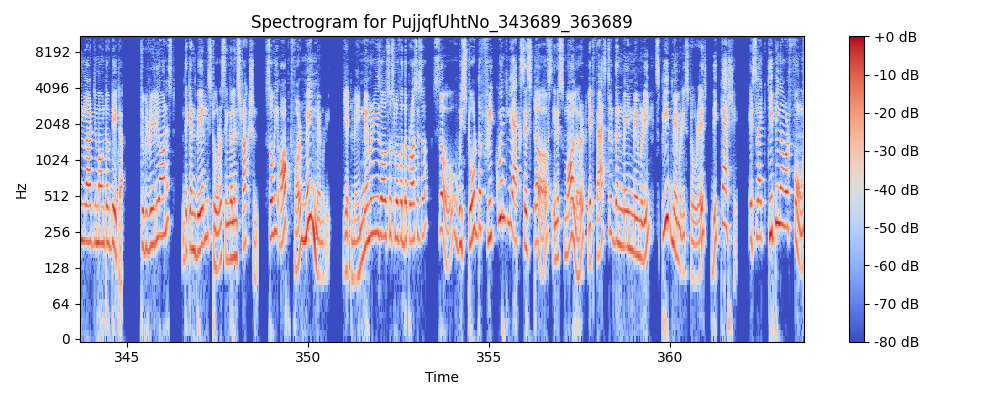 Spectrogram for PujjqfUhtNo_343689_363689
8192
4096
2048
1024
512
256
128
64
0
Hz
345
350
355
360
Time
+0 dB
-10 dB
-20 dB
-30 dB
-40 dB
-50 dB
-60 dB
-70 dB
-80 dB